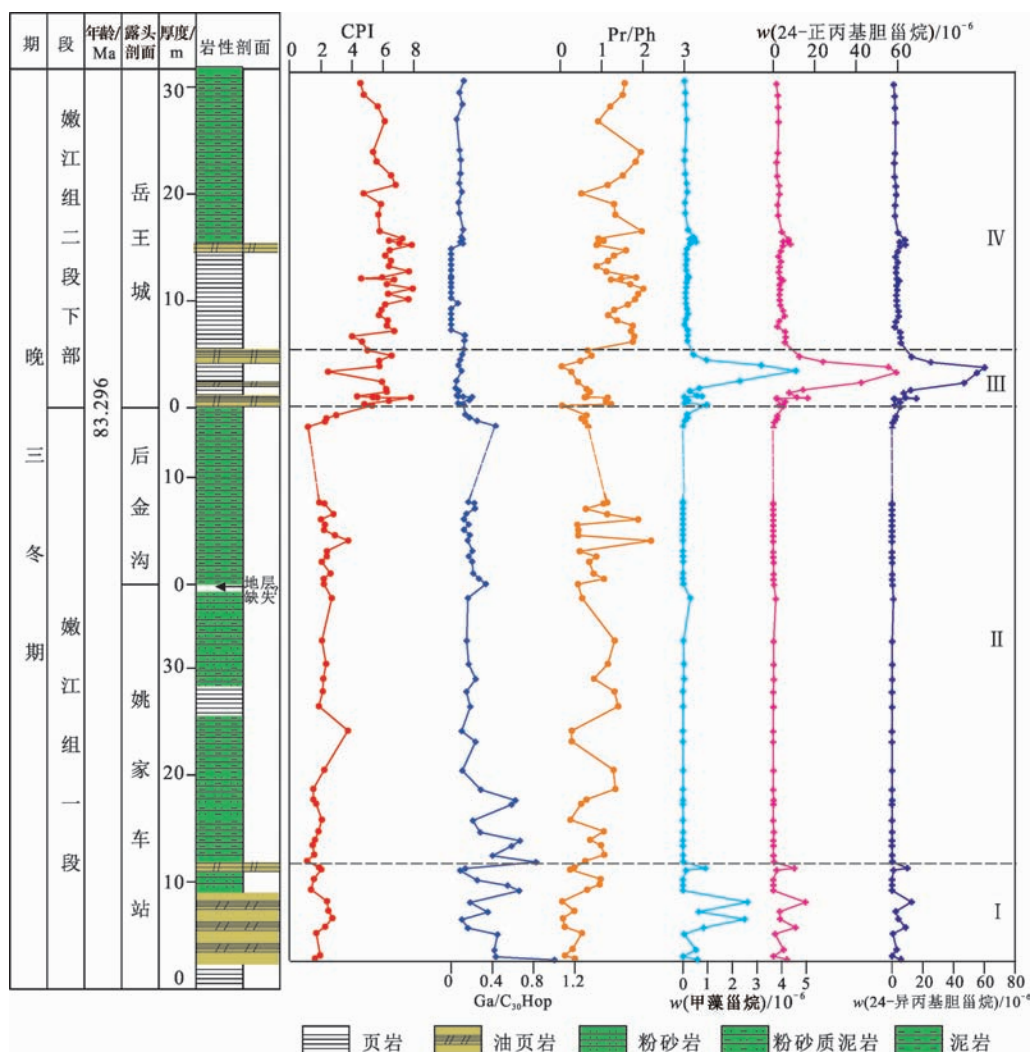 期 段 年龄/Ma 露头剖面 厚度/m 岩性剖面
CPI
0 2 4 6 8
Pr/Ph
0 1 2
3
w(24-正丙基胆甾烷)/10⁻⁶
0 60
晚三冬期
嫩江组二段下部
嫩江组一段
83.296
岳王城
后金沟
姚家车站
30
20
10
0
10
0
地层缺失
30
20
10
0
IV
III
II
I
0 0.4 0.8 1.2
Ga/C₃₀Hop
0 1 2 3
w(甲藻甾烷)/10⁻⁶
5
0 20 40 60 80
w(24-异丙基胆甾烷)/10⁻⁶
页岩 油页岩 粉砂岩 粉砂质泥岩 泥岩